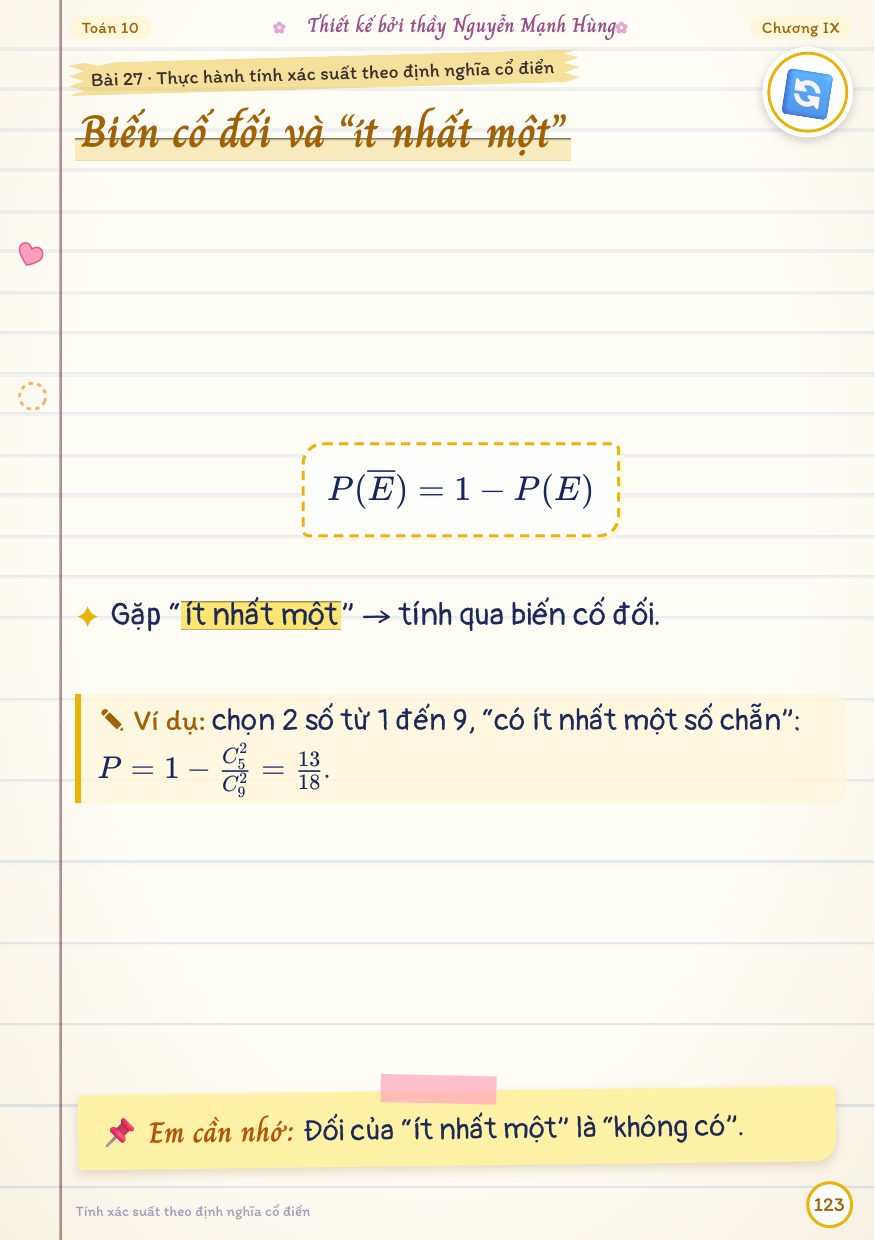 Toán 10
Thiết kế bởi thầy Nguyễn Mạnh Hùng
Chương IX
Bài 27 · Thực hành tính xác suất theo định nghĩa cổ điển
Biến cố đối và “ít nhất một”
P(E̅) = 1 − P(E)
Gặp “ít nhất một” → tính qua biến cố đối.
Ví dụ: chọn 2 số từ 1 đến 9, “có ít nhất một số chẵn”:
P = 1 − C₅²/C₉² = 13/18.
Em cần nhớ: Đối của “ít nhất một” là “không có”.
Tính xác suất theo định nghĩa cổ điển
123